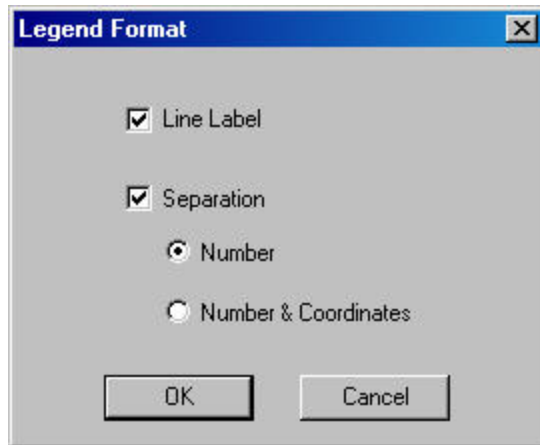 Legend Format
Line Label
Separation
Number
Number & Coordinates
OK Cancel